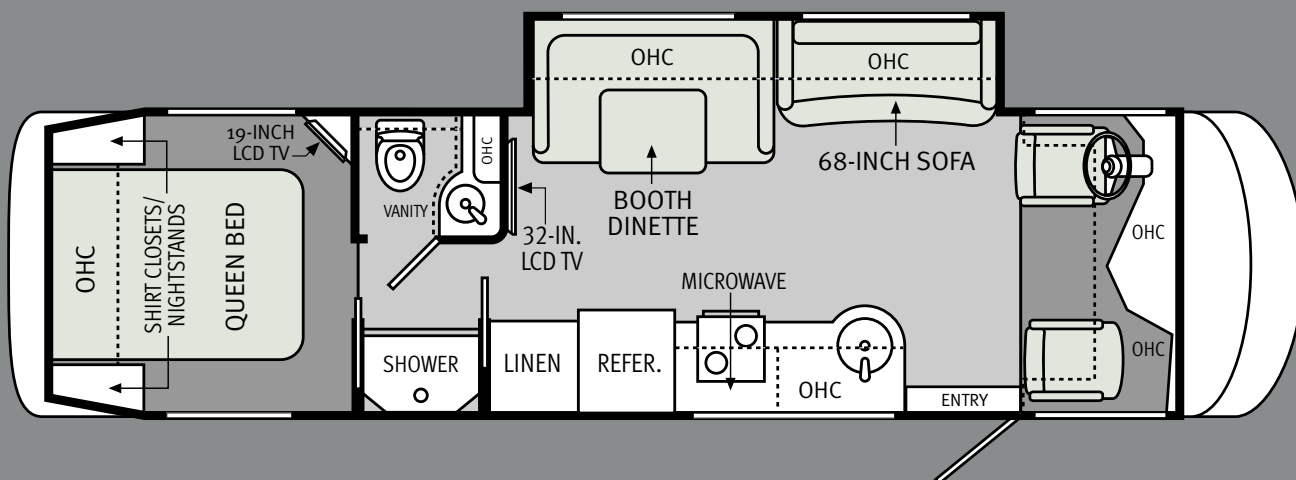 OHC
OHC
19-INCH
LCD TV
OHC
68-INCH SOFA
BOOTH
DINETTE
VANITY
32-IN.
LCD TV
OHC
OHC
SHIRT CLOSETS/
NIGHTSTANDS
QUEEN BED
MICROWAVE
SHOWER
LINEN
REFER.
OHC
ENTRY
OHC